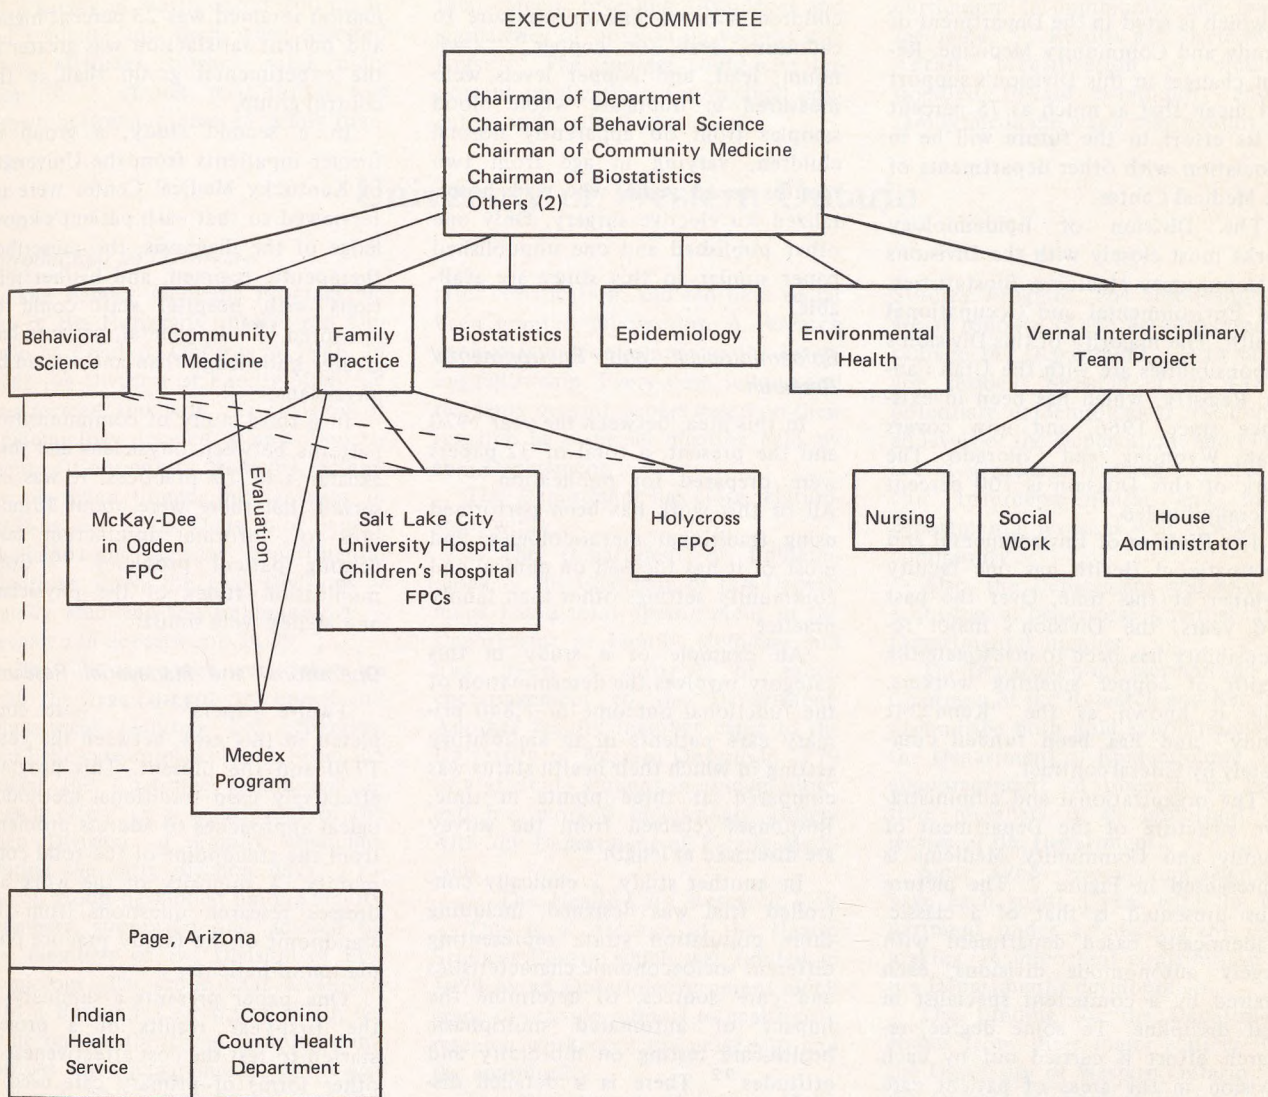 EXECUTIVE COMMITTEE
Chairman of Department
Chairman of Behavioral Science
Chairman of Community Medicine
Chairman of Biostatistics
Others (2)
Behavioral
Science
Community
Medicine
Family
Practice
Biostatistics
Epidemiology
Environmental
Health
Vernal Interdisciplinary
Team Project
Evaluation
McKay-Dee
in Ogden
FPC
Salt Lake City
University Hospital
Children's Hospital
FPCs
Holycross
FPC
Nursing
Social
Work
House
Administrator
Medex
Program
Page, Arizona
Indian
Health
Service
Coconino
County Health
Department